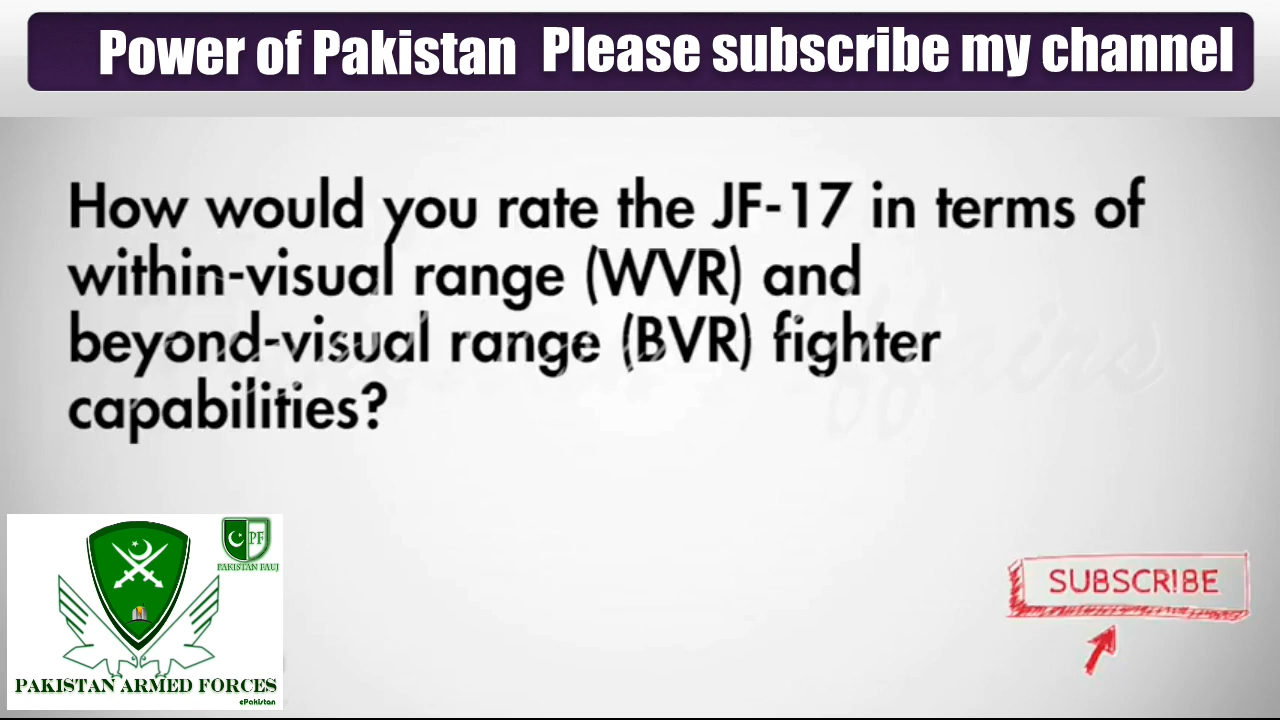 Power of Pakistan Please subscribe my channel
How would you rate the JF-17 in terms of
within-visual range (WVR) and
beyond-visual range (BVR) fighter
capabilities?
PF
PAKISTAN FAUJ
PAKISTAN ARMED FORCES
ePakistan
SUBSCRIBE